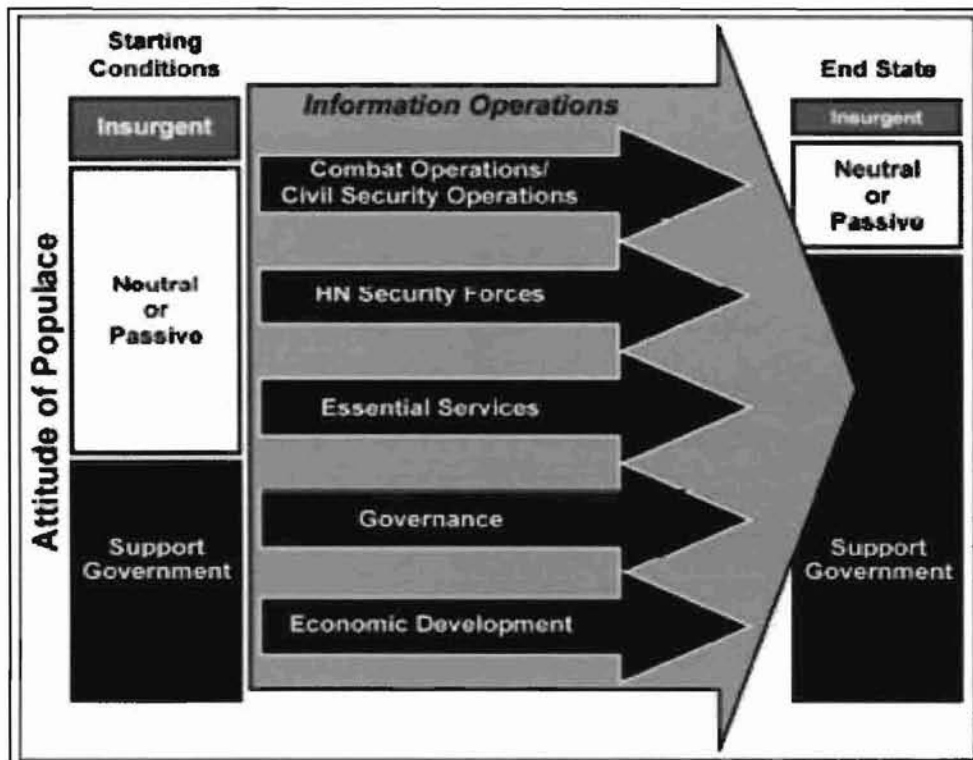 Starting
Conditions
End State
Attitude of Populace
Insurgent
Neutral
or
Passive
Support
Government
Information Operations
Combat Operations/
Civil Security Operations
HN Security Forces
Essential Services
Governance
Economic Development
Insurgent
Neutral
or
Passive
Support
Government